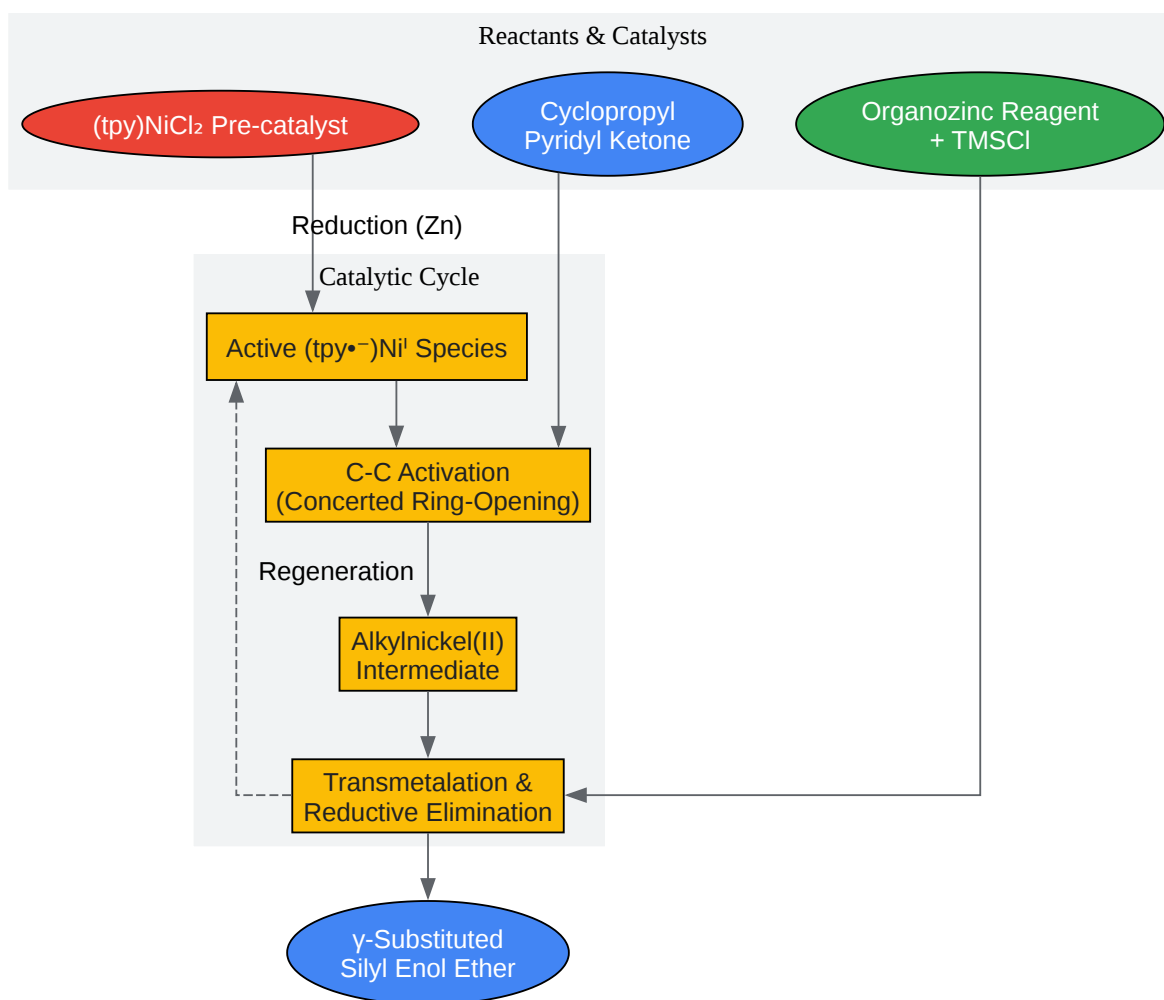 Reactants & Catalysts
(tpy)NiCl₂ Pre-catalyst
Cyclopropyl
Pyridyl Ketone
Organozinc Reagent
+ TMSCl
Reduction (Zn)
Catalytic Cycle
Active (tpy•⁻)Niᴵ Species
C-C Activation
(Concerted Ring-Opening)
Regeneration
Alkylnickel(II)
Intermediate
Transmetalation &
Reductive Elimination
γ-Substituted
Silyl Enol Ether